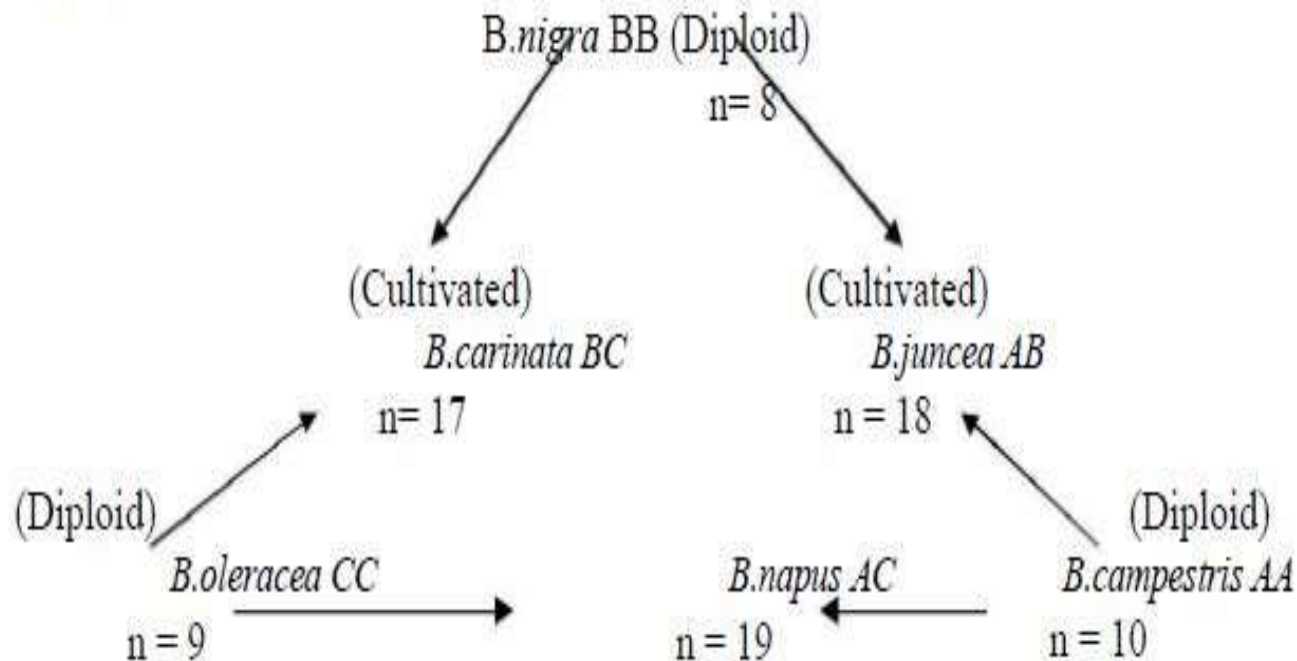 B.nigra BB (Diploid)
n= 8
(Cultivated) (Cultivated)
B.carinata BC B.juncea AB
n= 17 n = 18
(Diploid) (Diploid)
B.oleracea CC B.napus AC B.campestris AA
n = 9 n = 19 n = 10